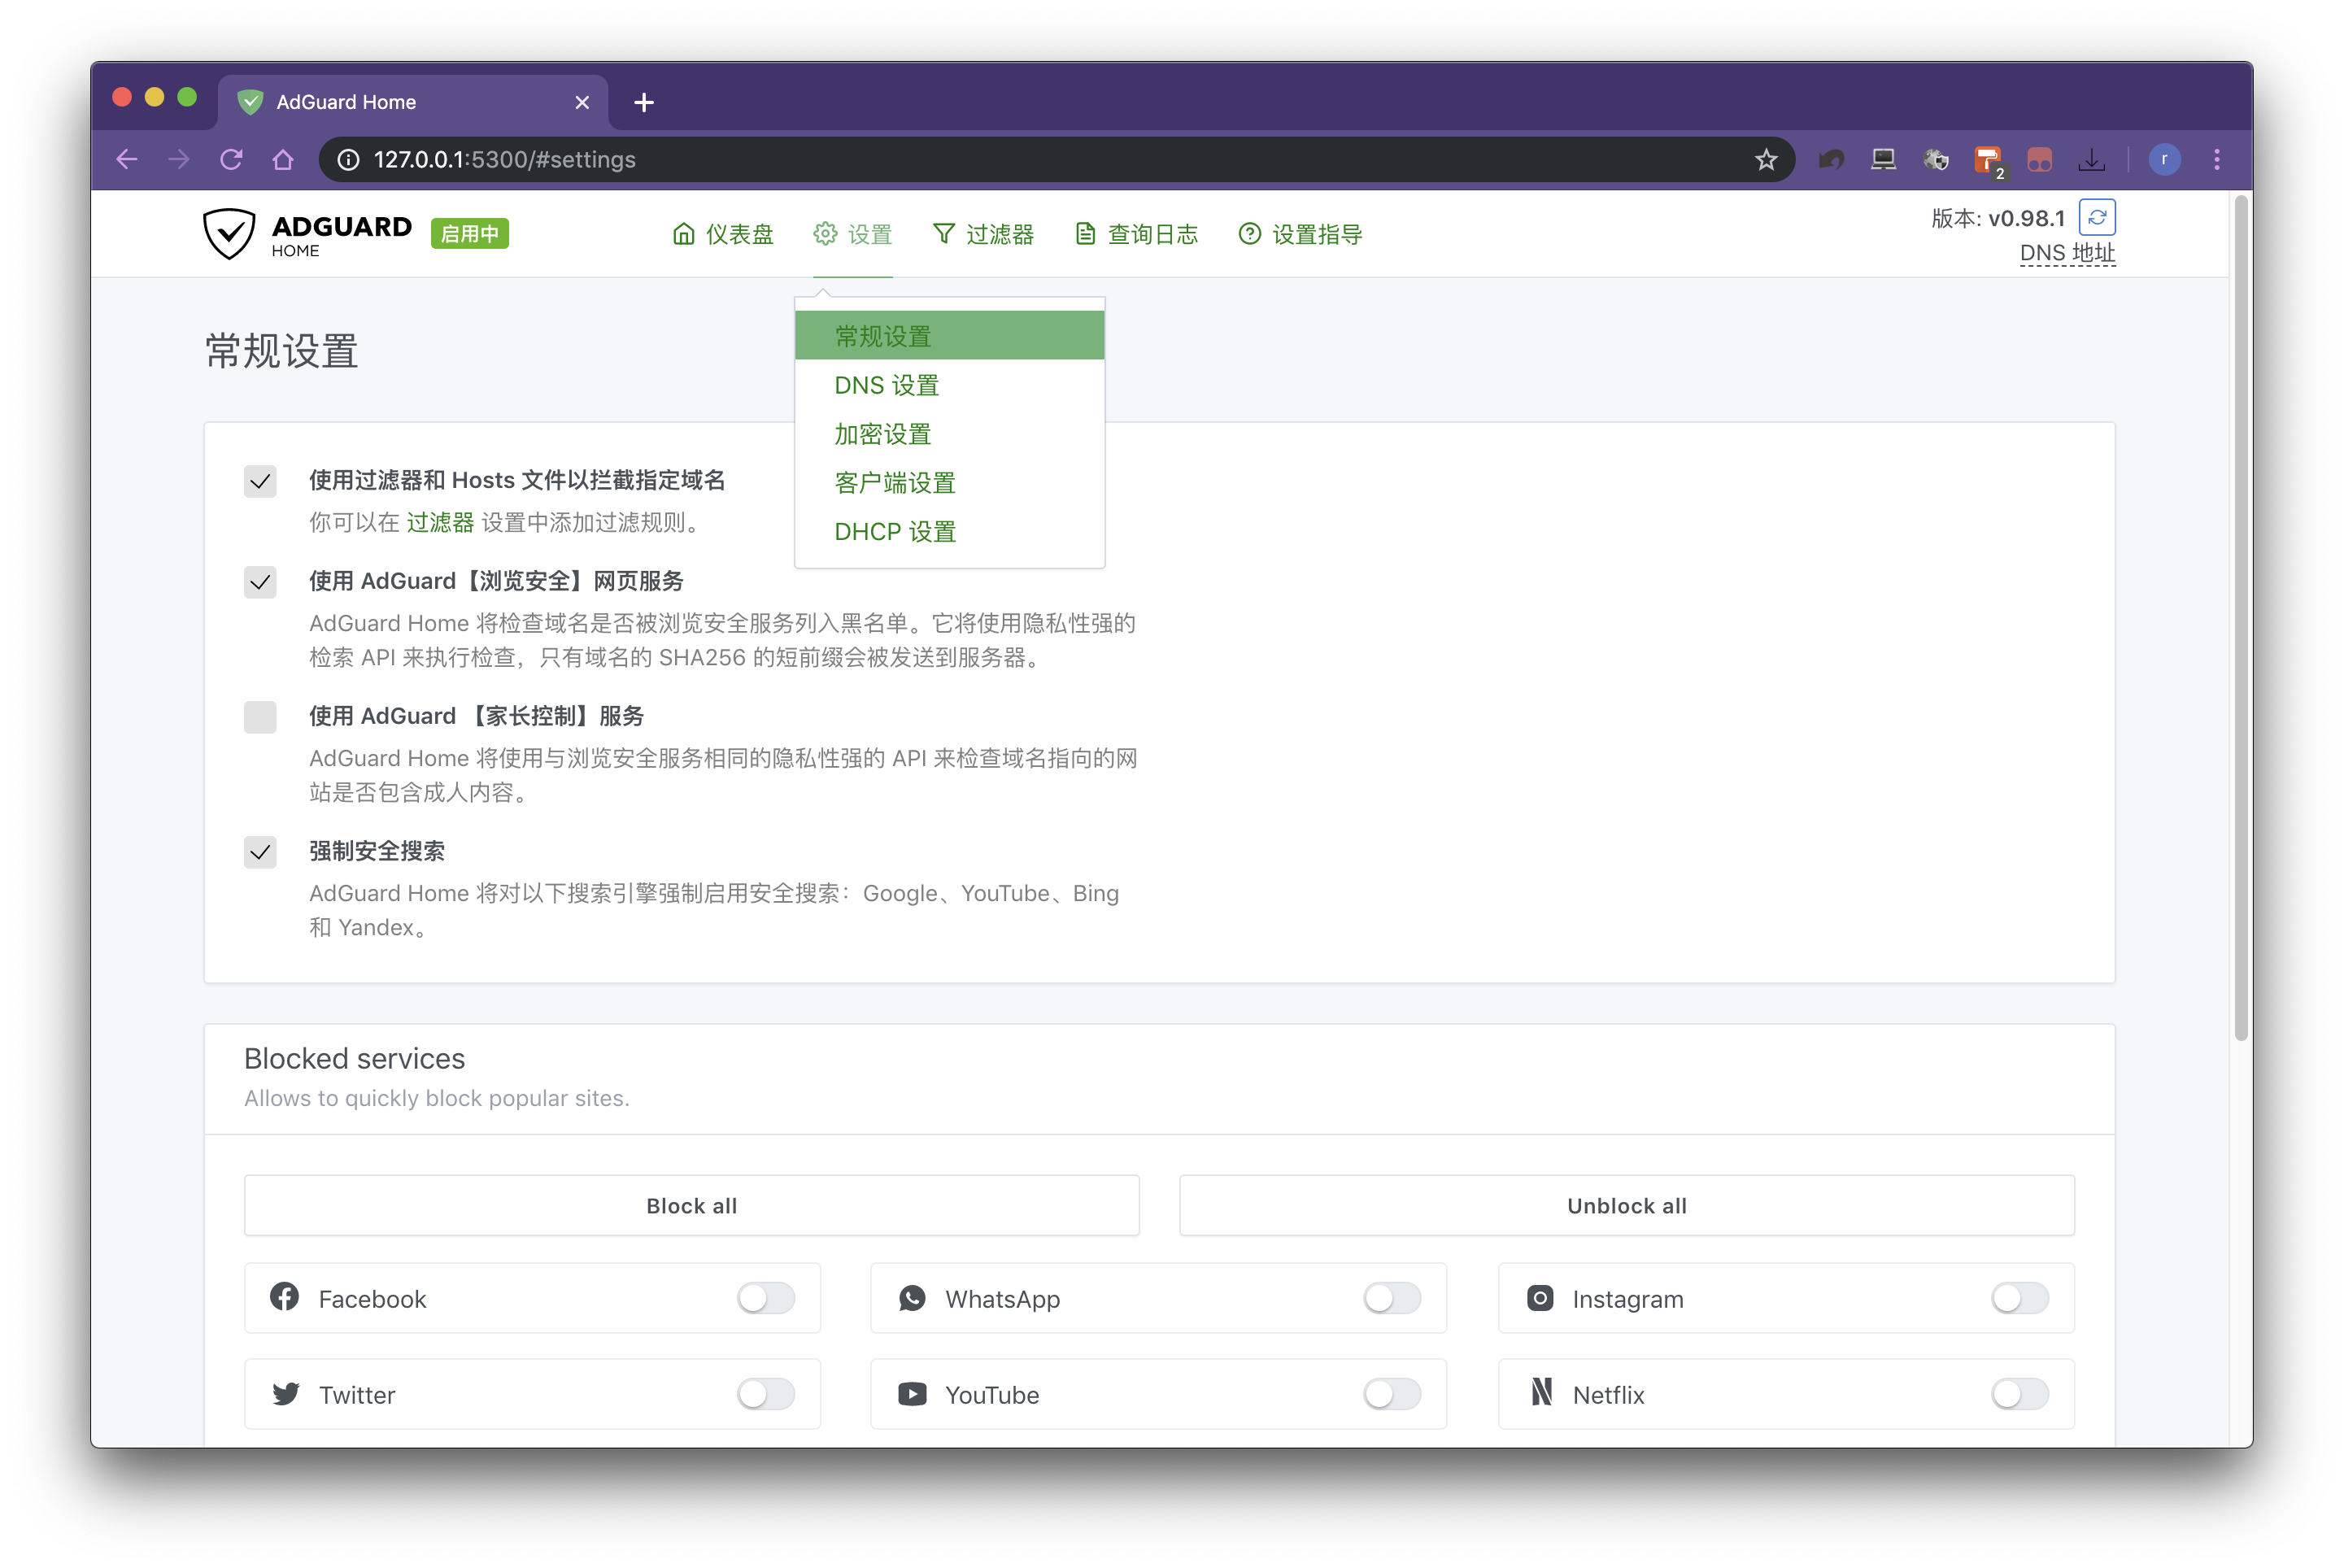 AdGuard Home
127.0.0.1:5300/#settings
2
r
ADGUARD
HOME
启用中
仪表盘
设置
过滤器
查询日志
设置指导
版本: v0.98.1
DNS 地址
常规设置
常规设置
DNS 设置
加密设置
客户端设置
DHCP 设置
使用过滤器和 Hosts 文件以拦截指定域名
你可以在 过滤器 设置中添加过滤规则。
使用 AdGuard【浏览安全】网页服务
AdGuard Home 将检查域名是否被浏览安全服务列入黑名单。它将使用隐私性强的
检索 API 来执行检查，只有域名的 SHA256 的短前缀会被发送到服务器。
使用 AdGuard 【家长控制】服务
AdGuard Home 将使用与浏览安全服务相同的隐私性强的 API 来检查域名指向的网
站是否包含成人内容。
强制安全搜索
AdGuard Home 将对以下搜索引擎强制启用安全搜索：Google、YouTube、Bing
和 Yandex。
Blocked services
Allows to quickly block popular sites.
Block all
Unblock all
Facebook
WhatsApp
Instagram
Twitter
YouTube
Netflix